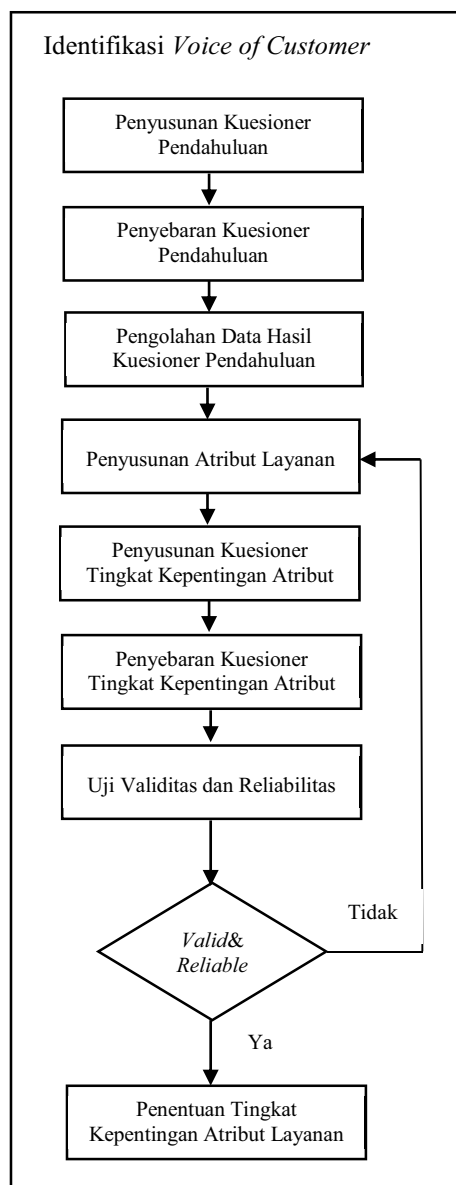 Identifikasi Voice of Customer
Penyusunan Kuesioner
Pendahuluan
Penyebaran Kuesioner
Pendahuluan
Pengolahan Data Hasil
Kuesioner Pendahuluan
Penyusunan Atribut Layanan
Penyusunan Kuesioner
Tingkat Kepentingan Atribut
Penyebaran Kuesioner
Tingkat Kepentingan Atribut
Uji Validitas dan Reliabilitas
Tidak
Valid&
Reliable
Ya
Penentuan Tingkat
Kepentingan Atribut Layanan